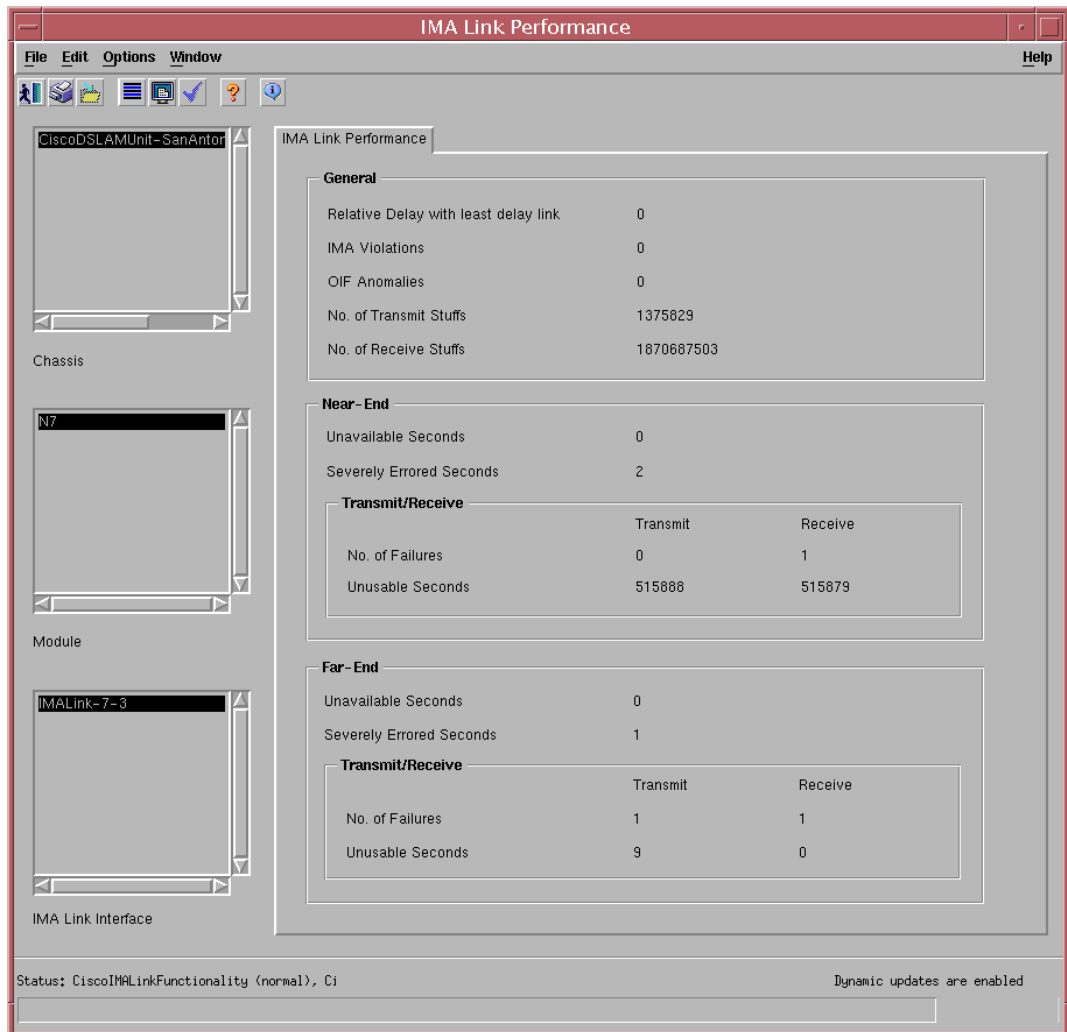 IMA Link Performance
File Edit Options Window Help
CiscoDSLAMUnit-SanAntor
Chassis
N7
Module
IMALink-7-3
IMA Link Interface
IMA Link Performance
General
Relative Delay with least delay link 0
IMA Violations 0
OIF Anomalies 0
No. of Transmit Stuffs 1375829
No. of Receive Stuffs 1870687503
Near-End
Unavailable Seconds 0
Severely Errored Seconds 2
Transmit/Receive
Transmit Receive
No. of Failures 0 1
Unusable Seconds 515888 515879
Far-End
Unavailable Seconds 0
Severely Errored Seconds 1
Transmit/Receive
Transmit Receive
No. of Failures 1 1
Unusable Seconds 9 0
Status: CiscoIMALinkFunctionality (normal), Ci Dynamic updates are enabled